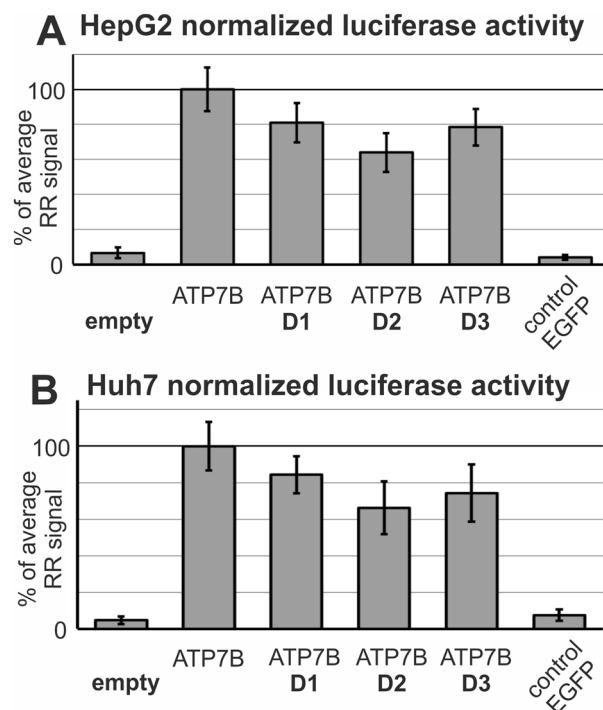 A HepG2 normalized luciferase activity
% of average
RR signal
100
0
empty
ATP7B
ATP7B
D1
ATP7B
D2
ATP7B
D3
control
EGFP
B Huh7 normalized luciferase activity
% of average
RR signal
100
0
empty
ATP7B
ATP7B
D1
ATP7B
D2
ATP7B
D3
control
EGFP